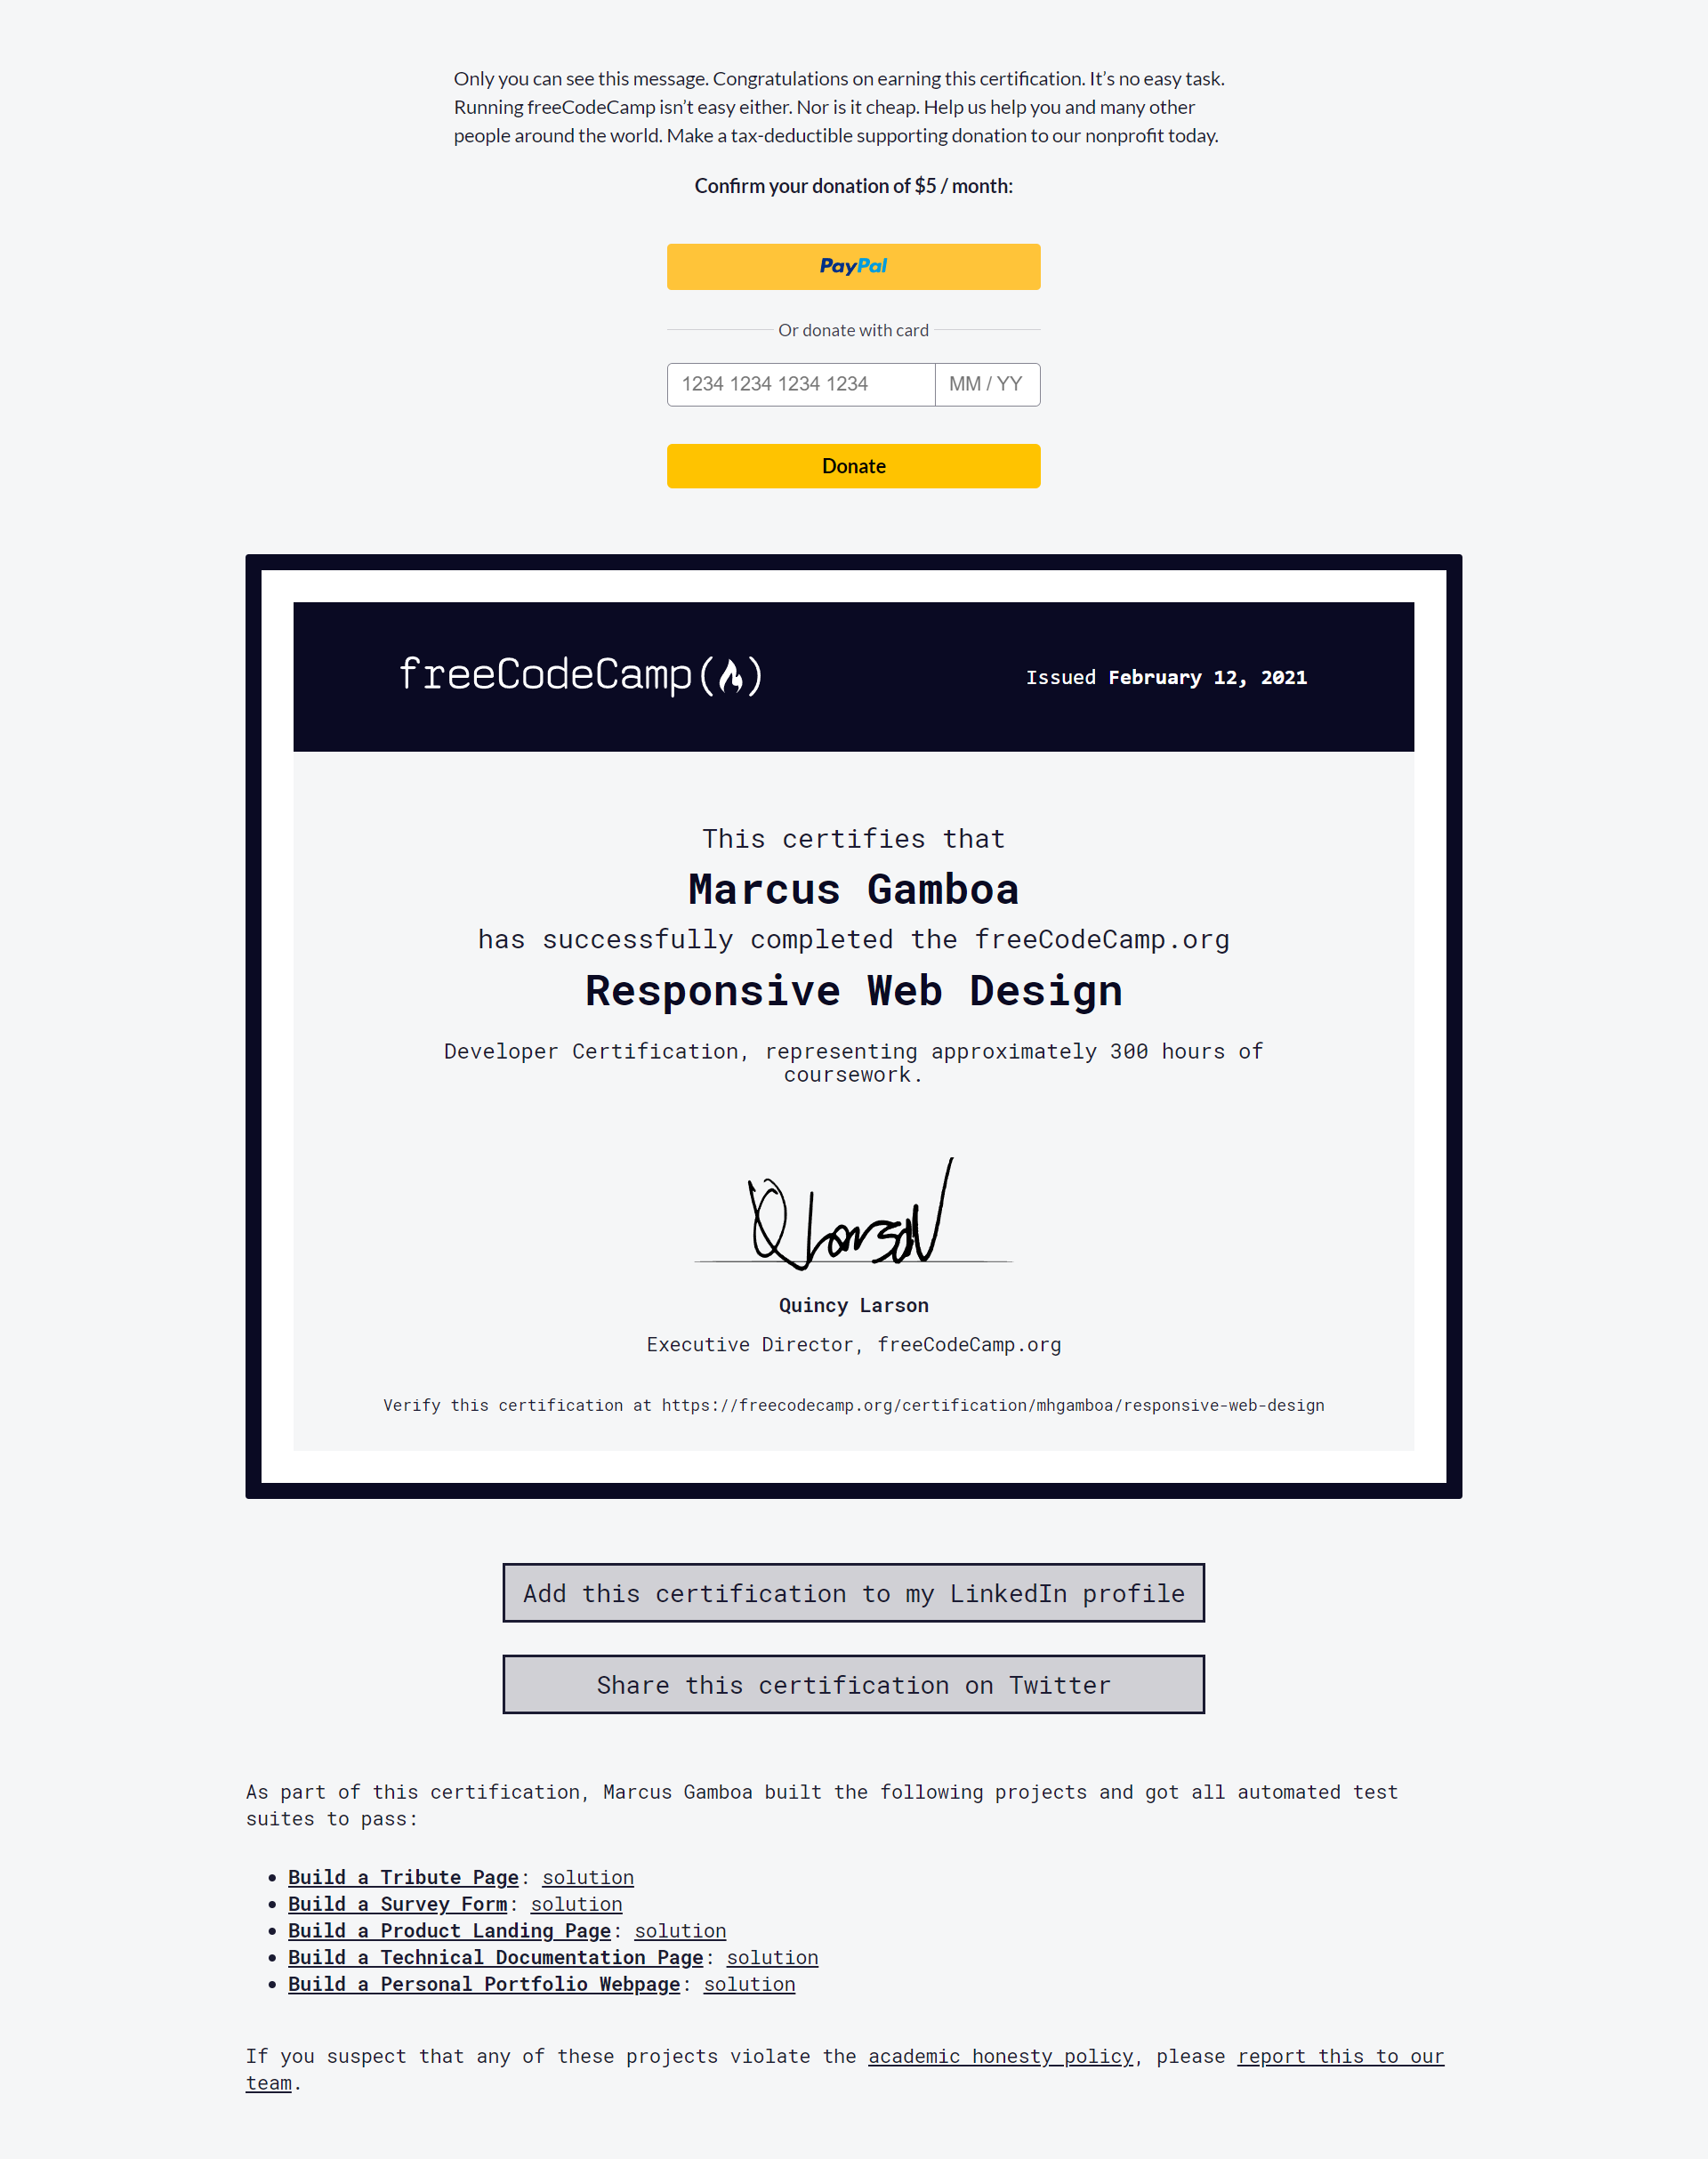 Only you can see this message. Congratulations on earning this certification. It’s no easy task.
Running freeCodeCamp isn’t easy either. Nor is it cheap. Help us help you and many other
people around the world. Make a tax-deductible supporting donation to our nonprofit today.
Confirm your donation of $5 / month:
PayPal
Or donate with card
1234 1234 1234 1234 MM / YY
Donate
freeCodeCamp Issued February 12, 2021
This certifies that
Marcus Gamboa
has successfully completed the freeCodeCamp.org
Responsive Web Design
Developer Certification, representing approximately 300 hours of
coursework.
Q Larson
Quincy Larson
Executive Director, freeCodeCamp.org
Verify this certification at https://freecodecamp.org/certification/mhgamboa/responsive-web-design
Add this certification to my LinkedIn profile
Share this certification on Twitter
As part of this certification, Marcus Gamboa built the following projects and got all automated test
suites to pass:
Build a Tribute Page: solution
Build a Survey Form: solution
Build a Product Landing Page: solution
Build a Technical Documentation Page: solution
Build a Personal Portfolio Webpage: solution
If you suspect that any of these projects violate the academic honesty policy, please report this to our
team.